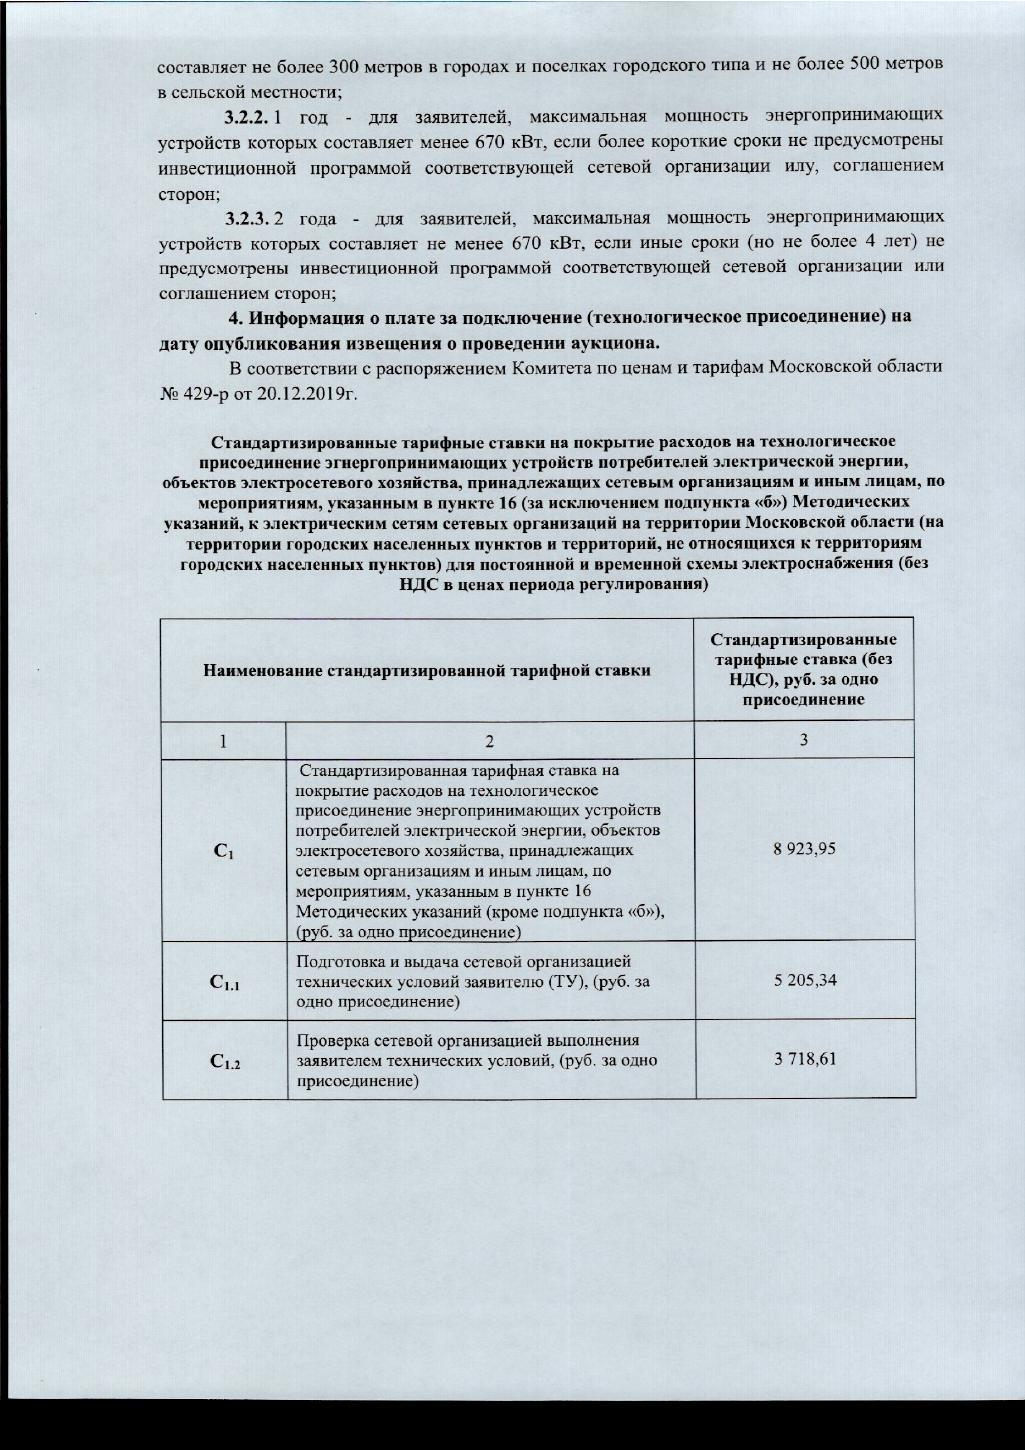 составляет не более 300 метров в городах и поселках городского типа и не более 500 метров
в сельской местности;
3.2.2. 1 год - для заявителей, максимальная мощность энергопринимающих
устройств которых составляет менее 670 кВт, если более короткие сроки не предусмотрены
инвестиционной программой соответствующей сетевой организации илу, соглашением
сторон;
3.2.3. 2 года - для заявителей, максимальная мощность энергопринимающих
устройств которых составляет не менее 670 кВт, если иные сроки (но не более 4 лет) не
предусмотрены инвестиционной программой соответствующей сетевой организации или
соглашением сторон;
4. Информация о плате за подключение (технологическое присоединение) на
дату опубликования извещения о проведении аукциона.
В соответствии с распоряжением Комитета по ценам и тарифам Московской области
№ 429-р от 20.12.2019г.
Стандартизированные тарифные ставки на покрытие расходов на технологическое
присоединение эгнергопринимающих устройств потребителей электрической энергии,
объектов электросетевого хозяйства, принадлежащих сетевым организациям и иным лицам, по
мероприятиям, указанным в пункте 16 (за исключением подпункта «б») Методических
указаний, к электрическим сетям сетевых организаций на территории Московской области (на
территории городских населенных пунктов и территорий, не относящихся к территориям
городских населенных пунктов) для постоянной и временной схемы электроснабжения (без
НДС в ценах периода регулирования)
Наименование стандартизированной тарифной ставки
Стандартизированные
тарифные ставка (без
НДС), руб. за одно
присоединение
1
2
3
С1
Стандартизированная тарифная ставка на
покрытие расходов на технологическое
присоединение энергопринимающих устройств
потребителей электрической энергии, объектов
электросетевого хозяйства, принадлежащих
сетевым организациям и иным лицам, по
мероприятиям, указанным в пункте 16
Методических указаний (кроме подпункта «б»),
(руб. за одно присоединение)
8 923,95
С1.1
Подготовка и выдача сетевой организацией
технических условий заявителю (ТУ), (руб. за
одно присоединение)
5 205,34
С1.2
Проверка сетевой организацией выполнения
заявителем технических условий, (руб. за одно
присоединение)
3 718,61